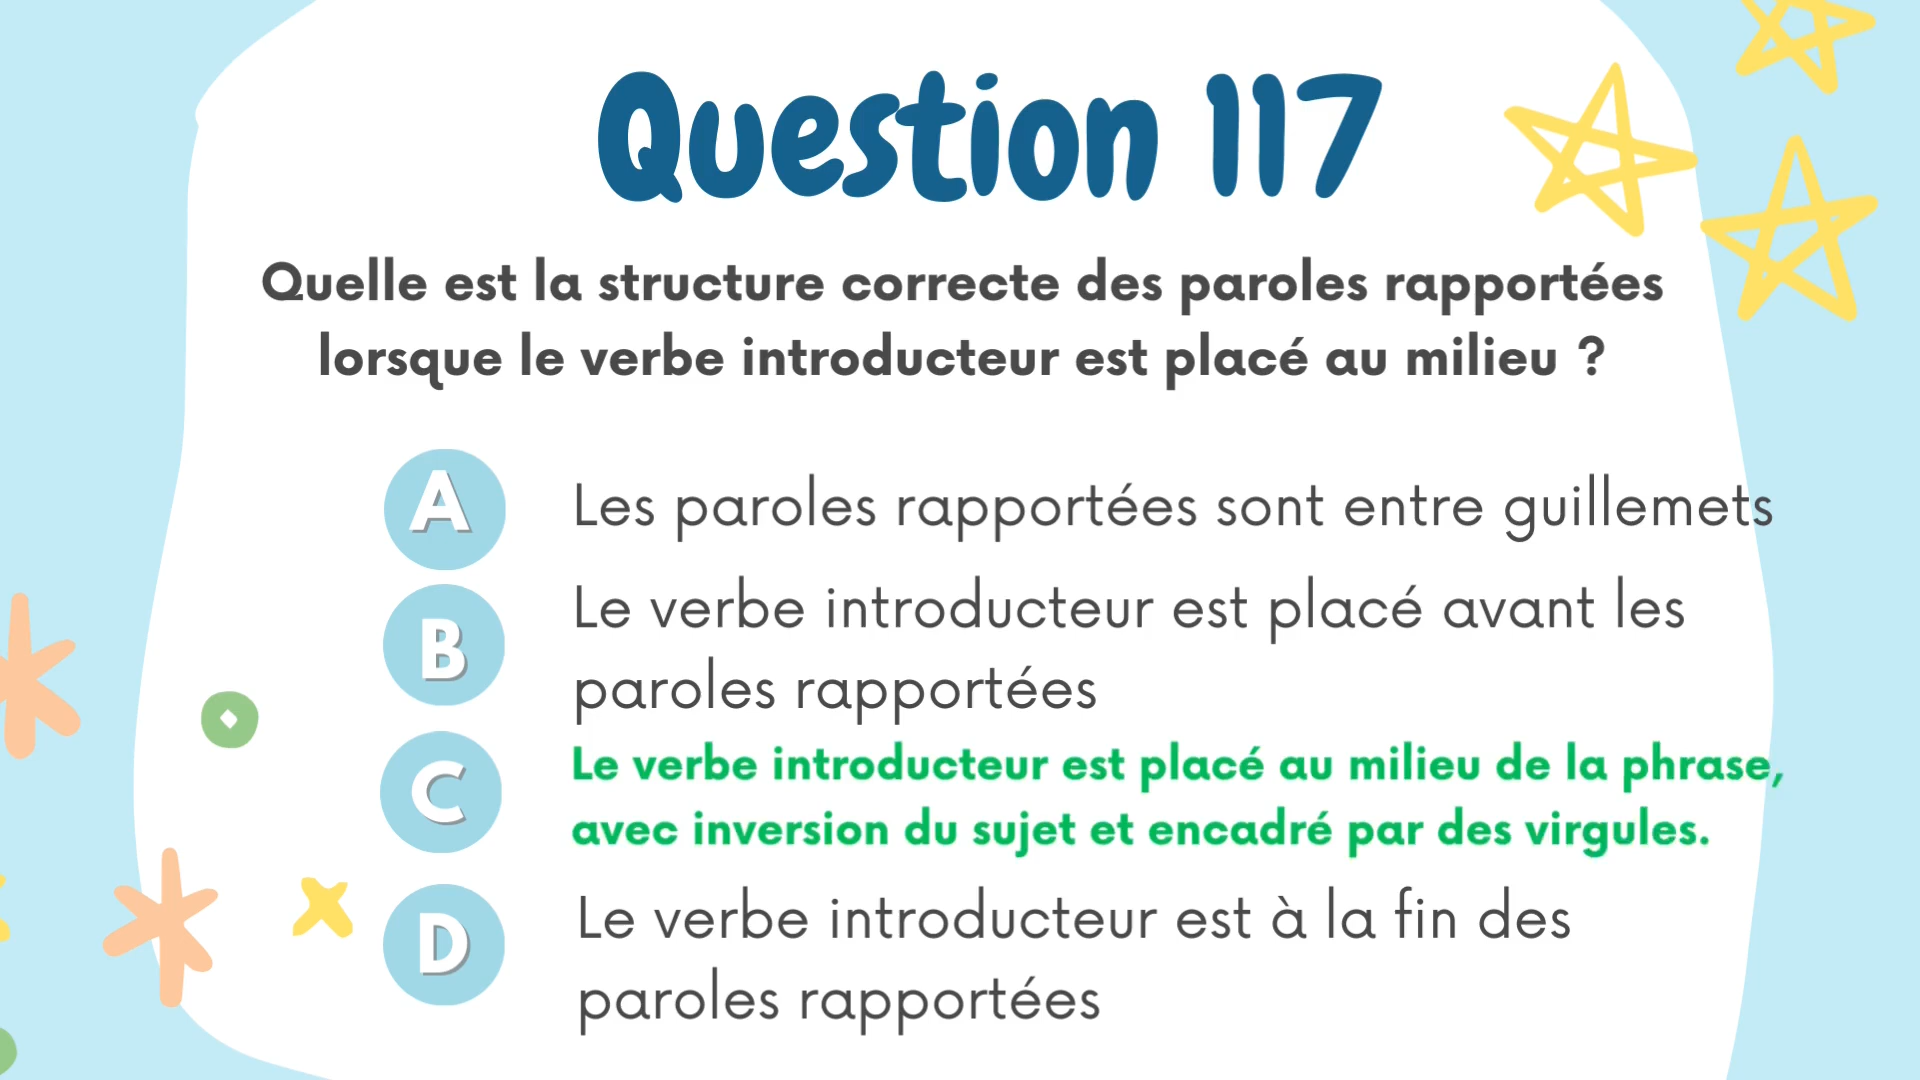 Question 117
Quelle est la structure correcte des paroles rapportées
lorsque le verbe introducteur est placé au milieu ?
A Les paroles rapportées sont entre guillemets
B Le verbe introducteur est placé avant les
paroles rapportées
C Le verbe introducteur est placé au milieu de la phrase,
avec inversion du sujet et encadré par des virgules.
D Le verbe introducteur est à la fin des
paroles rapportées